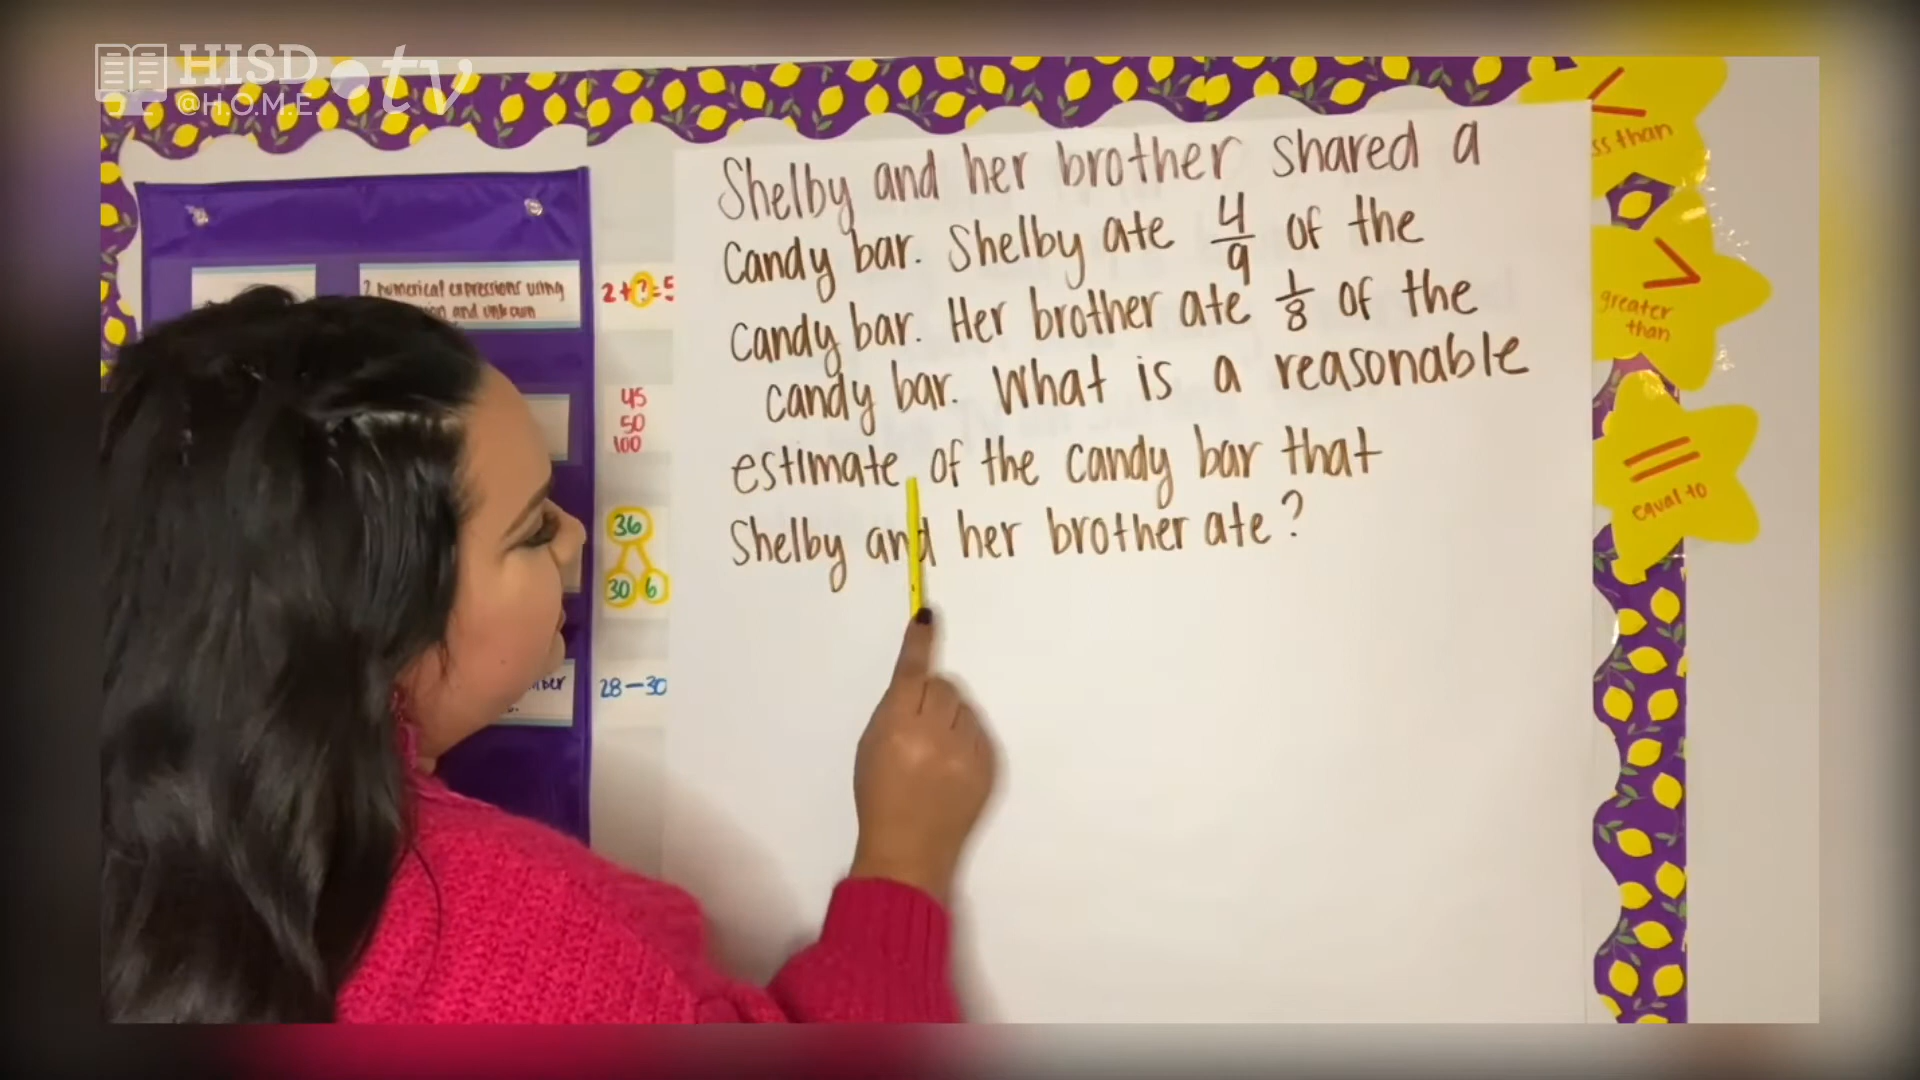 HISD
@H.O.M.E.
.tv
Shelby and her brother shared a
candy bar. Shelby ate 4/9 of the
candy bar. Her brother ate 1/8 of the
candy bar. What is a reasonable
estimate of the candy bar that
Shelby and her brother ate?
? numerical expressions using
and unknown
2+?=5
45
50
100
36
30 6
28-30
than
greater
than
equal to